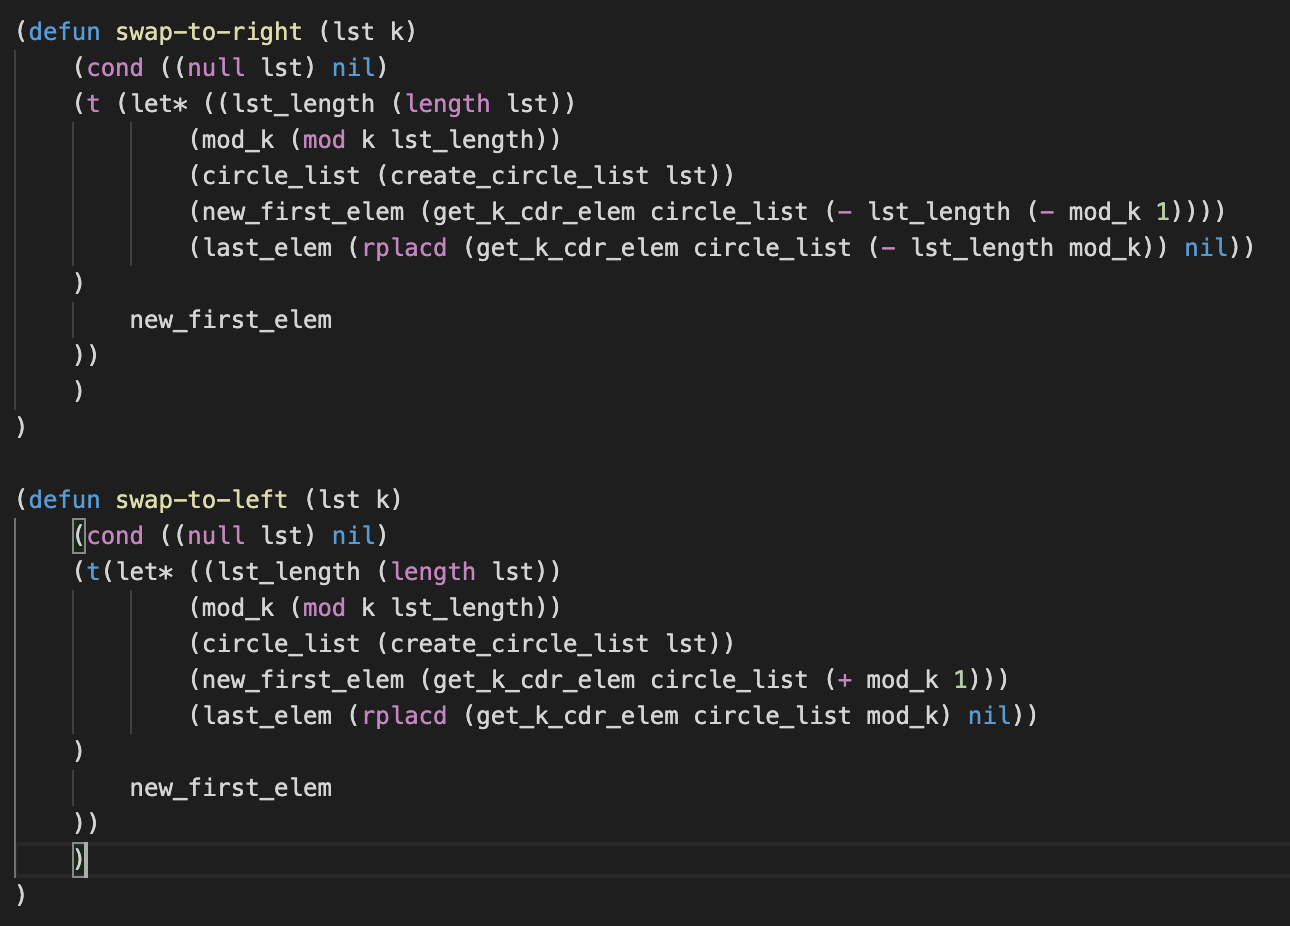 (defun swap-to-right (lst k)
    (cond ((null lst) nil)
    (t (let* ((lst_length (length lst))
            (mod_k (mod k lst_length))
            (circle_list (create_circle_list lst))
            (new_first_elem (get_k_cdr_elem circle_list (- lst_length (- mod_k 1))))
            (last_elem (rplacd (get_k_cdr_elem circle_list (- lst_length mod_k)) nil))
    )
        new_first_elem
    ))
    )
)

(defun swap-to-left (lst k)
    (cond ((null lst) nil)
    (t(let* ((lst_length (length lst))
            (mod_k (mod k lst_length))
            (circle_list (create_circle_list lst))
            (new_first_elem (get_k_cdr_elem circle_list (+ mod_k 1)))
            (last_elem (rplacd (get_k_cdr_elem circle_list mod_k) nil))
    )
        new_first_elem
    ))
    )
)